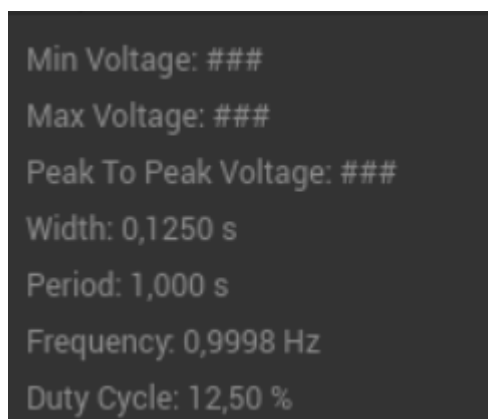 Min Voltage: ###
Max Voltage: ###
Peak To Peak Voltage: ###
Width: 0,1250 s
Period: 1,000 s
Frequency: 0,9998 Hz
Duty Cycle: 12,50 %